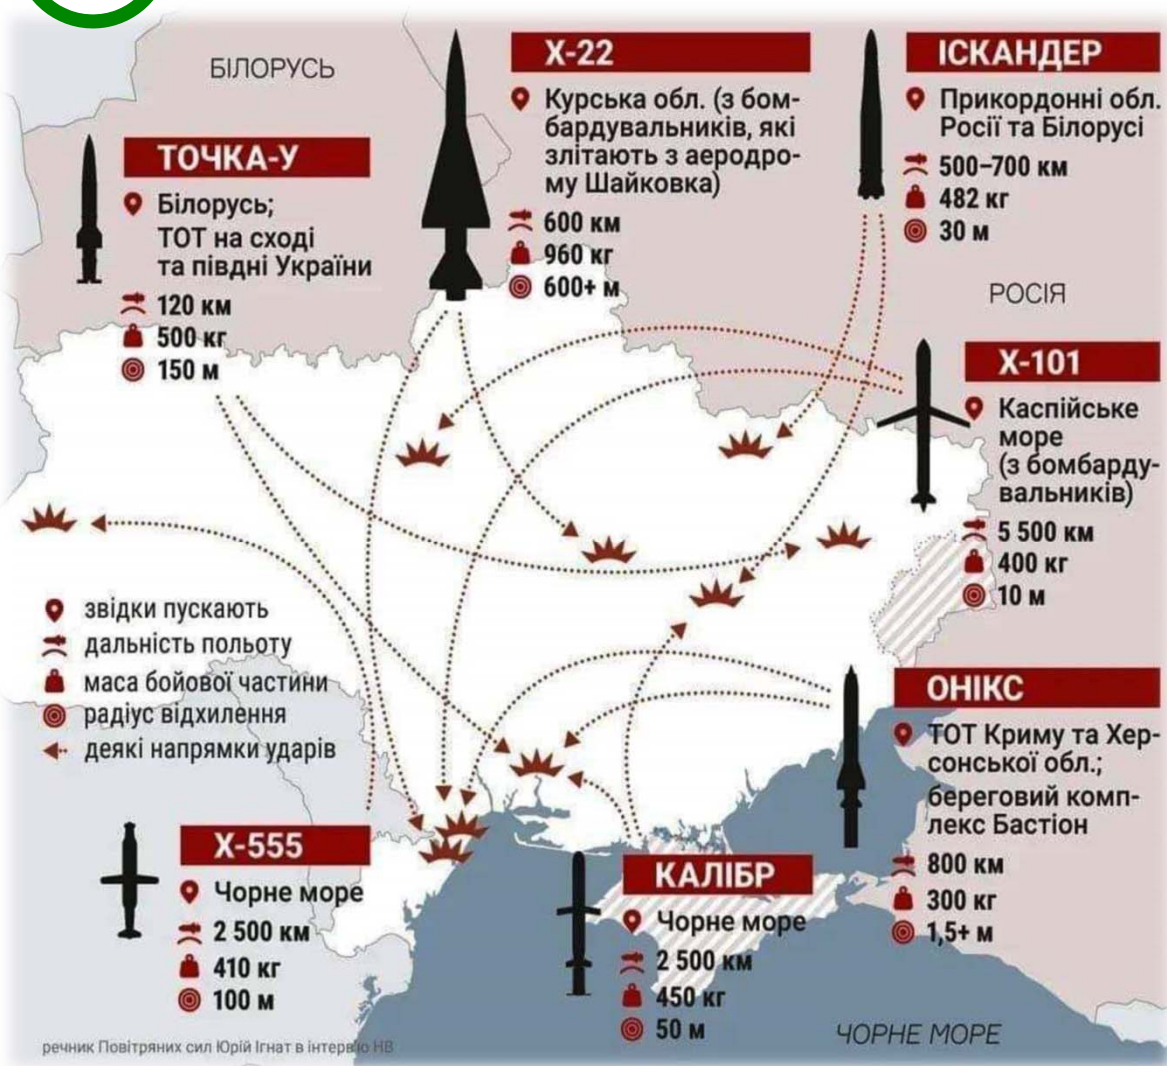 БІЛОРУСЬ
Х-22
Курська обл. (з бом-
бардувальників, які
злітають з аеродро-
му Шайковка)
600 км
960 кг
600+ м
ІСКАНДЕР
Прикордонні обл.
Росії та Білорусі
500–700 км
482 кг
30 м
ТОЧКА-У
Білорусь;
ТОТ на сході
та півдні України
120 км
500 кг
150 м
РОСІЯ
Х-101
Каспійське
море
(з бомбарду-
вальників)
5 500 км
400 кг
10 м
звідки пускають
дальність польоту
маса бойової частини
радіус відхилення
деякі напрямки ударів
ОНІКС
ТОТ Криму та Хер-
сонської обл.;
береговий комп-
лекс Бастіон
800 км
300 кг
1,5+ м
Х-555
Чорне море
2 500 км
410 кг
100 м
КАЛІБР
Чорне море
2 500 км
450 кг
50 м
ЧОРНЕ МОРЕ
речник Повітряних сил Юрій Ігнат в інтерв'ю НВ